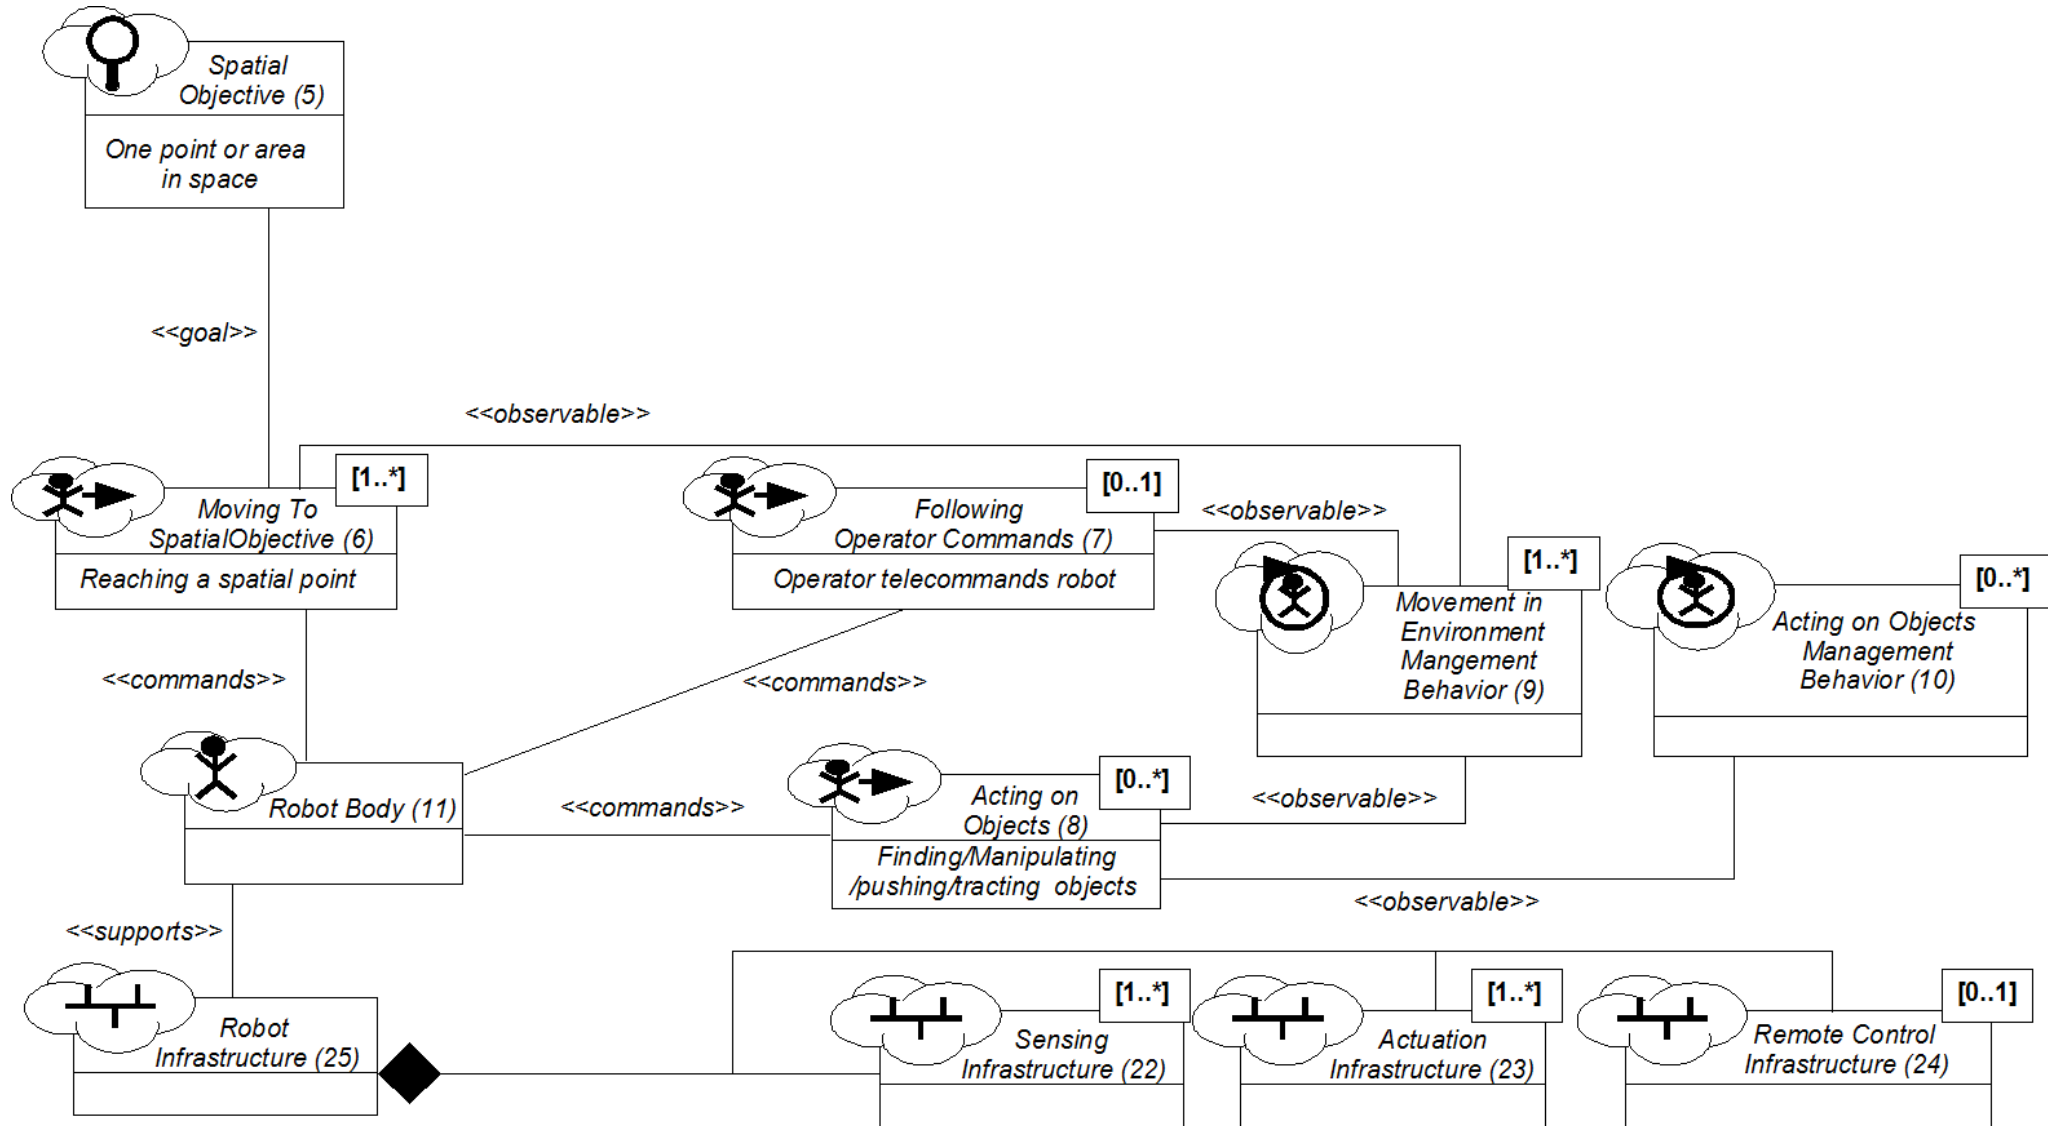 Spatial
Objective (5)
One point or area
in space
<<goal>>
<<observable>>
[1..*]
Moving To
SpatialObjective (6)
Reaching a spatial point
[0..1]
Following
Operator Commands (7)
Operator telecommands robot
<<observable>>
[1..*]
Movement in
Environment
Mangement
Behavior (9)
[0..*]
Acting on Objects
Management
Behavior (10)
<<commands>>
<<commands>>
Robot Body (11)
<<commands>>
[0..*]
Acting on
Objects (8)
Finding/Manipulating
/pushing/tracting objects
<<observable>>
<<observable>>
<<supports>>
Robot
Infrastructure (25)
[1..*]
Sensing
Infrastructure (22)
[1..*]
Actuation
Infrastructure (23)
[0..1]
Remote Control
Infrastructure (24)